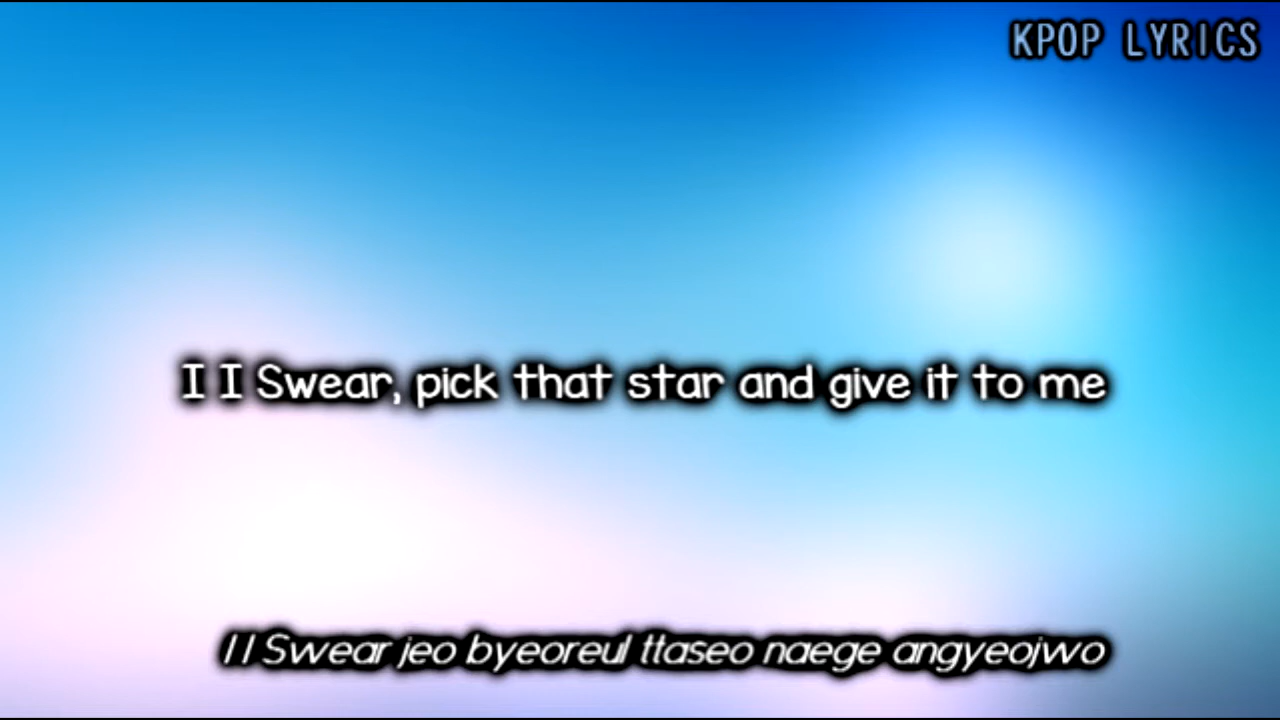 KPOP LYRICS
I I Swear, pick that star and give it to me
I I Swear jeo byeoreul ttaseo naege angyeojwo